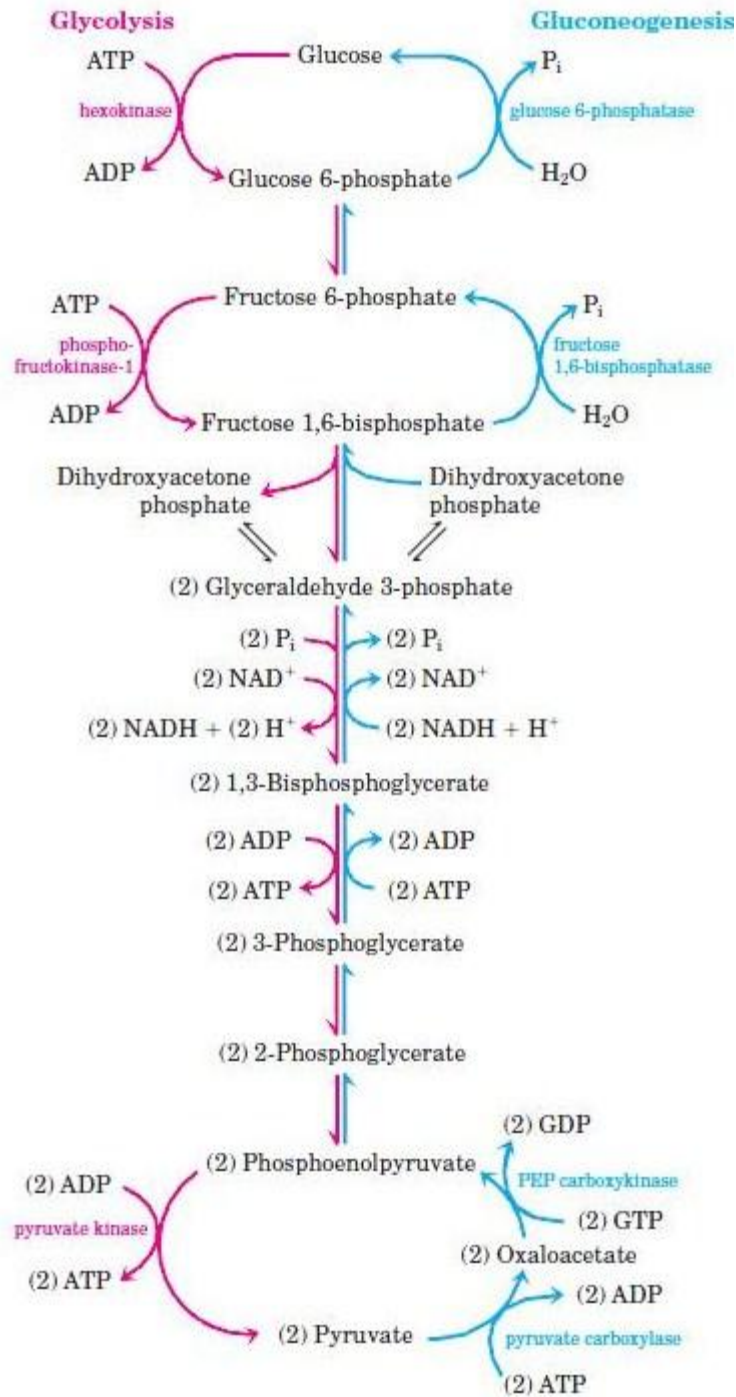 Glycolysis
Gluconeogenesis
ATP
Glucose
Pi
hexokinase
glucose 6-phosphatase
ADP
Glucose 6-phosphate
H₂O
ATP
Fructose 6-phosphate
Pi
phospho-
fructokinase-1
fructose
1,6-bisphosphatase
ADP
Fructose 1,6-bisphosphate
H₂O
Dihydroxyacetone
phosphate
Dihydroxyacetone
phosphate
(2) Glyceraldehyde 3-phosphate
(2) Pi
(2) Pi
(2) NAD⁺
(2) NAD⁺
(2) NADH + (2) H⁺
(2) NADH + H⁺
(2) 1,3-Bisphosphoglycerate
(2) ADP
(2) ADP
(2) ATP
(2) ATP
(2) 3-Phosphoglycerate
(2) 2-Phosphoglycerate
(2) GDP
(2) Phosphoenolpyruvate
(2) ADP
PEP carboxykinase
pyruvate kinase
(2) GTP
(2) Oxaloacetate
(2) ATP
(2) ADP
(2) Pyruvate
pyruvate carboxylase
(2) ATP